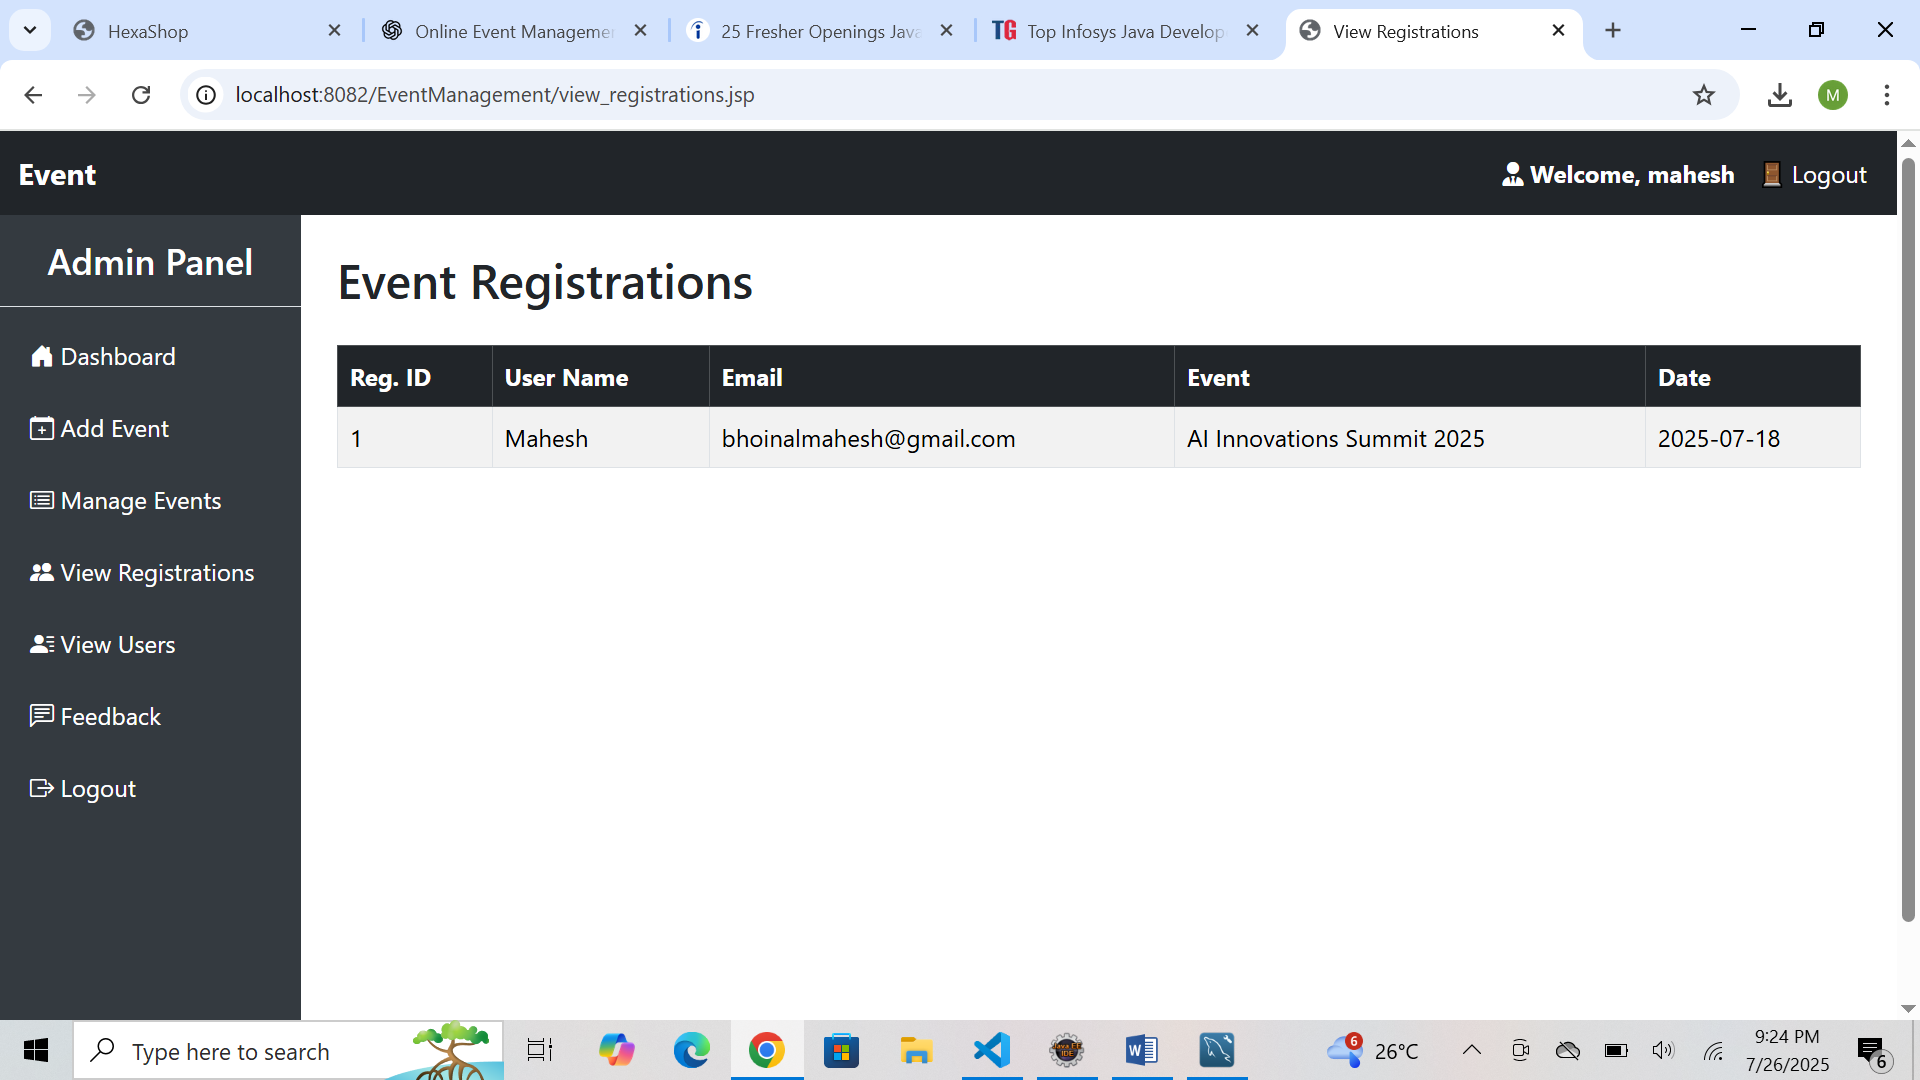 HexaShop
Online Event Manageme
25 Fresher Openings Java
TG Top Infosys Java Develop
View Registrations
localhost:8082/EventManagement/view_registrations.jsp
M
Event
Welcome, mahesh
Logout
Admin Panel
Dashboard
Add Event
Manage Events
View Registrations
View Users
Feedback
Logout
Event Registrations
Reg. ID User Name Email Event Date
1 Mahesh bhoinalmahesh@gmail.com AI Innovations Summit 2025 2025-07-18
Type here to search
Java EE
IDE
W
6
26°C
9:24 PM
7/26/2025
6